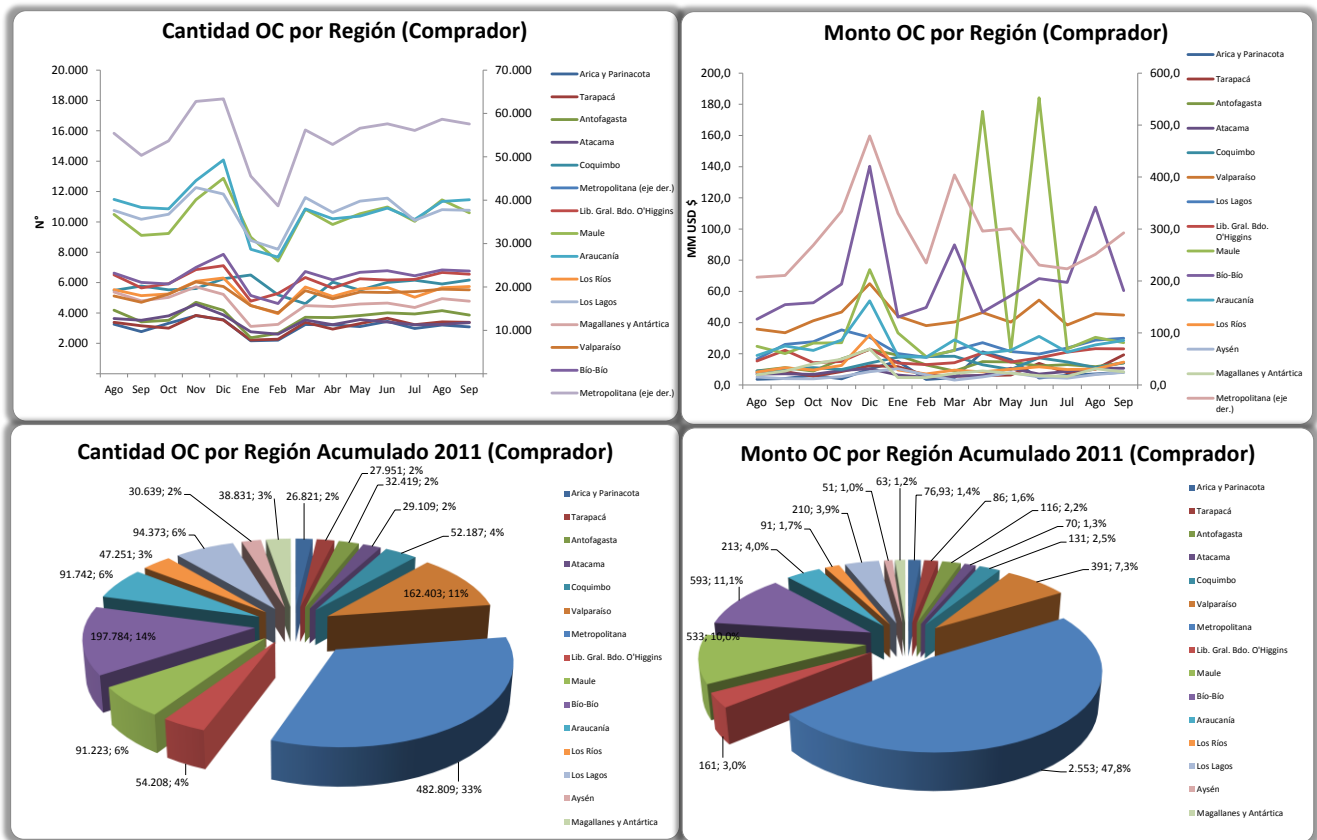 Cantidad OC por Región (Comprador)
20.000
18.000
16.000
14.000
12.000
10.000
8.000
6.000
4.000
2.000
N°
70.000
60.000
50.000
40.000
30.000
20.000
10.000
Ago Sep Oct Nov Dic Ene Feb Mar Abr May Jun Jul Ago Sep
Arica y Parinacota
Tarapacá
Antofagasta
Atacama
Coquimbo
Metropolitana (eje der.)
Lib. Gral. Bdo. O'Higgins
Maule
Araucanía
Los Ríos
Los Lagos
Magallanes y Antártica
Valparaíso
Bío-Bío
Metropolitana (eje der.)
Monto OC por Región (Comprador)
200,0
180,0
160,0
140,0
120,0
100,0
80,0
60,0
40,0
20,0
0,0
MM USD $
600,0
500,0
400,0
300,0
200,0
100,0
0,0
Ago Sep Oct Nov Dic Ene Feb Mar Abr May Jun Jul Ago Sep
Arica y Parinacota
Tarapacá
Antofagasta
Atacama
Coquimbo
Valparaíso
Los Lagos
Lib. Gral. Bdo.
O'Higgins
Maule
Bío-Bío
Araucanía
Los Ríos
Aysén
Magallanes y Antártica
Metropolitana (eje
der.)
Cantidad OC por Región Acumulado 2011 (Comprador)
26.821; 2%
27.951; 2%
32.419; 2%
29.109; 2%
52.187; 4%
162.403; 11%
482.809; 33%
54.208; 4%
91.223; 6%
197.784; 14%
91.742; 6%
47.251; 3%
94.373; 6%
30.639; 2%
38.831; 3%
Arica y Parinacota
Tarapacá
Antofagasta
Atacama
Coquimbo
Valparaíso
Metropolitana
Lib. Gral. Bdo. O'Higgins
Maule
Bío-Bío
Araucanía
Los Ríos
Los Lagos
Aysén
Magallanes y Antártica
Monto OC por Región Acumulado 2011 (Comprador)
76,93; 1,4%
86; 1,6%
116; 2,2%
70; 1,3%
131; 2,5%
391; 7,3%
2.553; 47,8%
161; 3,0%
533; 10,0%
593; 11,1%
213; 4,0%
91; 1,7%
210; 3,9%
51; 1,0%
63; 1,2%
Arica y Parinacota
Tarapacá
Antofagasta
Atacama
Coquimbo
Valparaíso
Metropolitana
Lib. Gral. Bdo. O'Higgins
Maule
Bío-Bío
Araucanía
Los Ríos
Los Lagos
Aysén
Magallanes y Antártica